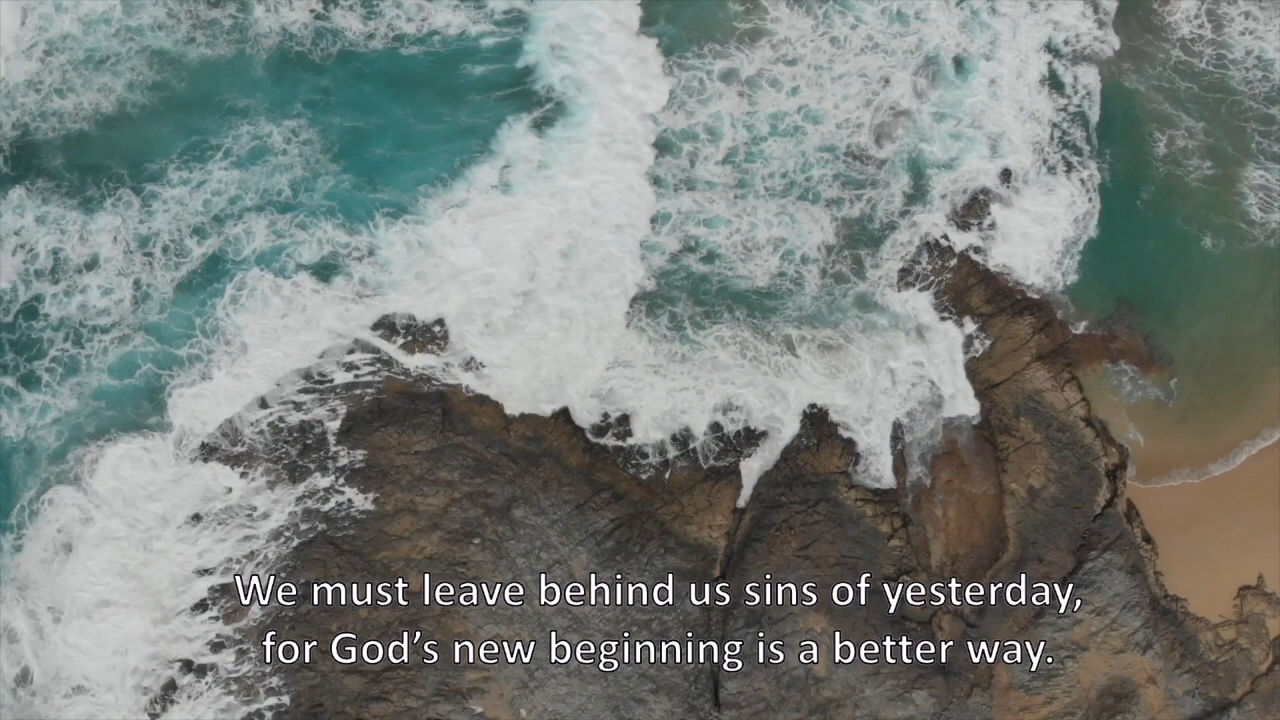 We must leave behind us sins of yesterday,
for God’s new beginning is a better way.